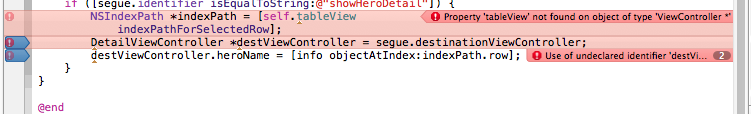 if ([segue.identifier isEqualToString:@"showHeroDetail"]) {
NSIndexPath *indexPath = [self.tableView Property 'tableView' not found on object of type 'ViewController *'
indexPathForSelectedRow];
DetailViewController *destViewController = segue.destinationViewController;
destViewController.heroName = [info objectAtIndex:indexPath.row]; Use of undeclared identifier 'destVi... 2
}
}
@end